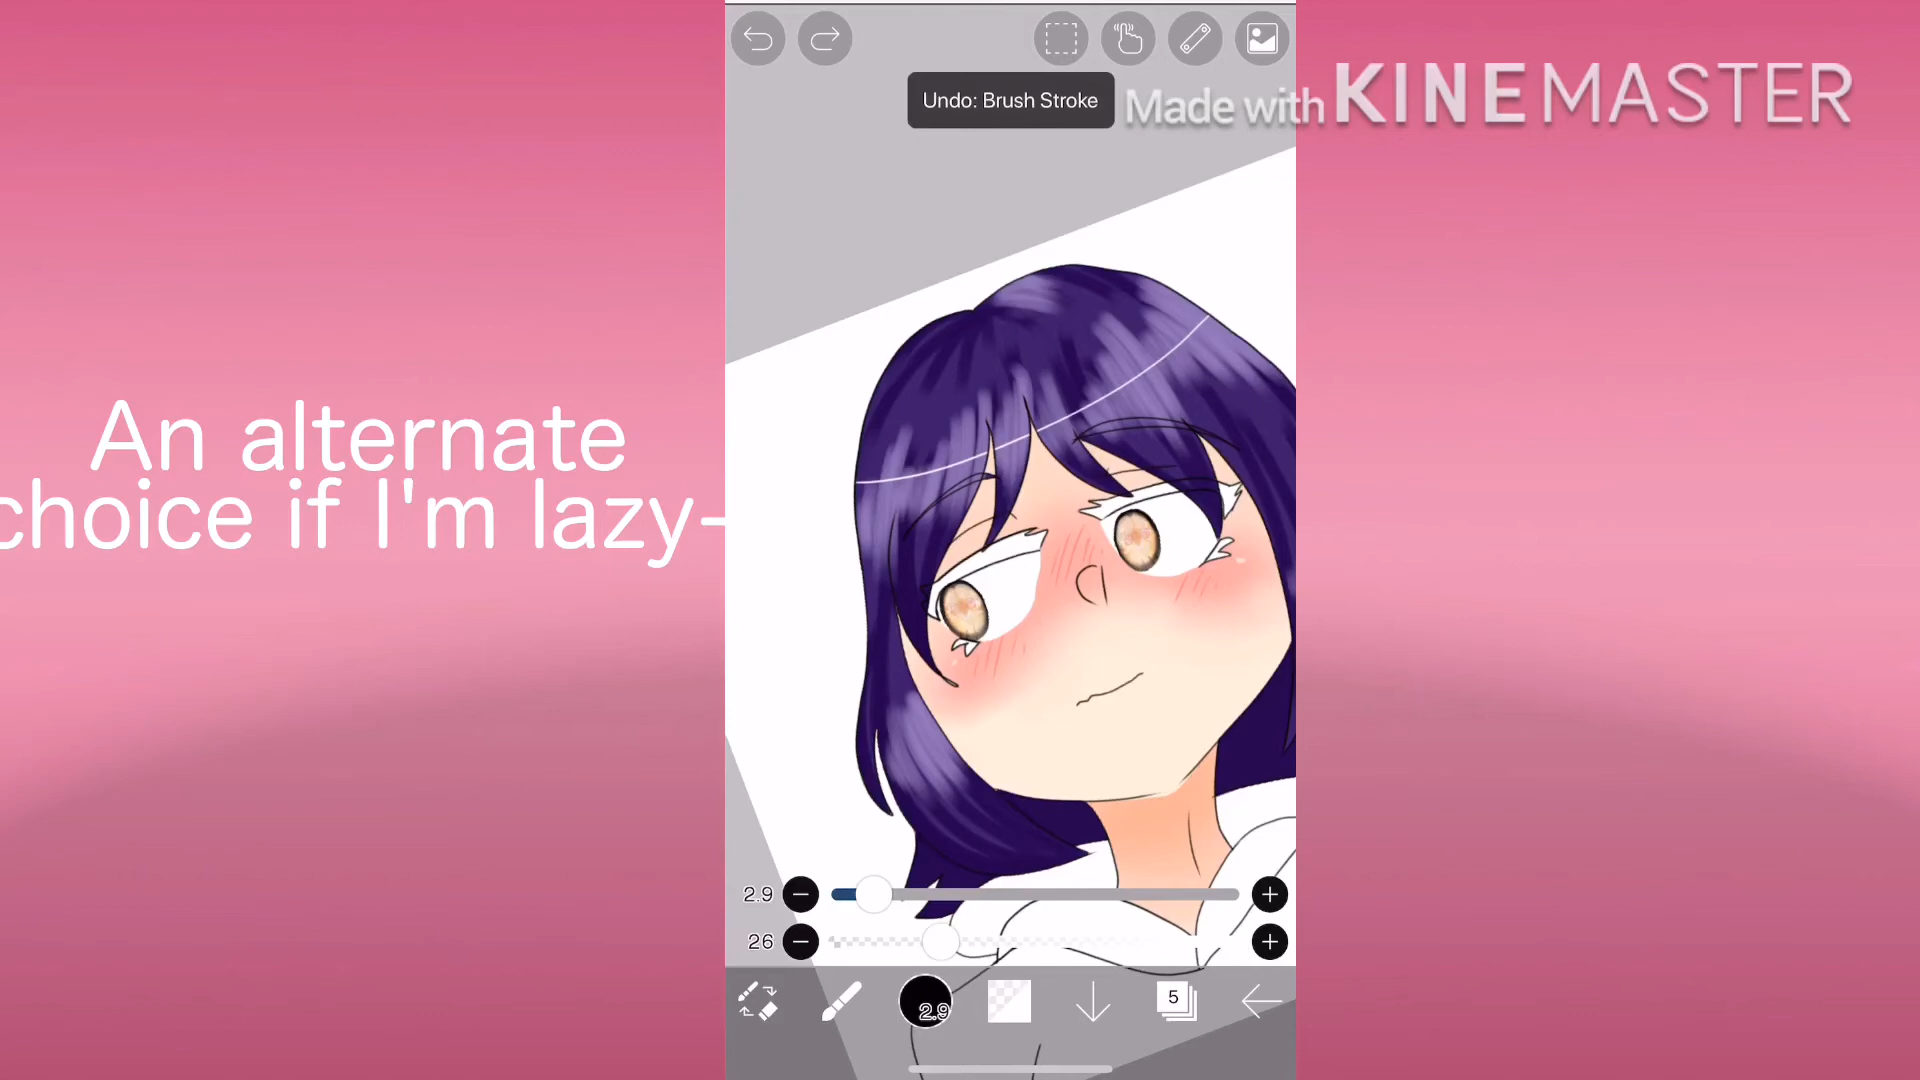 Undo: Brush Stroke
Made with KINEMASTER
An alternate
choice if I'm lazy-
2.9
26
2.9
5